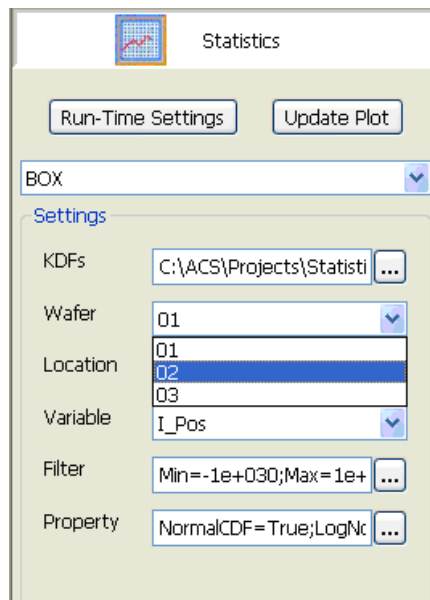 Statistics
Run-Time Settings Update Plot
BOX
Settings
KDFs C:\ACS\Projects\Statisti ...
Wafer 01
01
Location 02
03
Variable I_Pos
Filter Min=-1e+030;Max=1e+ ...
Property NormalCDF=True;LogNo ...